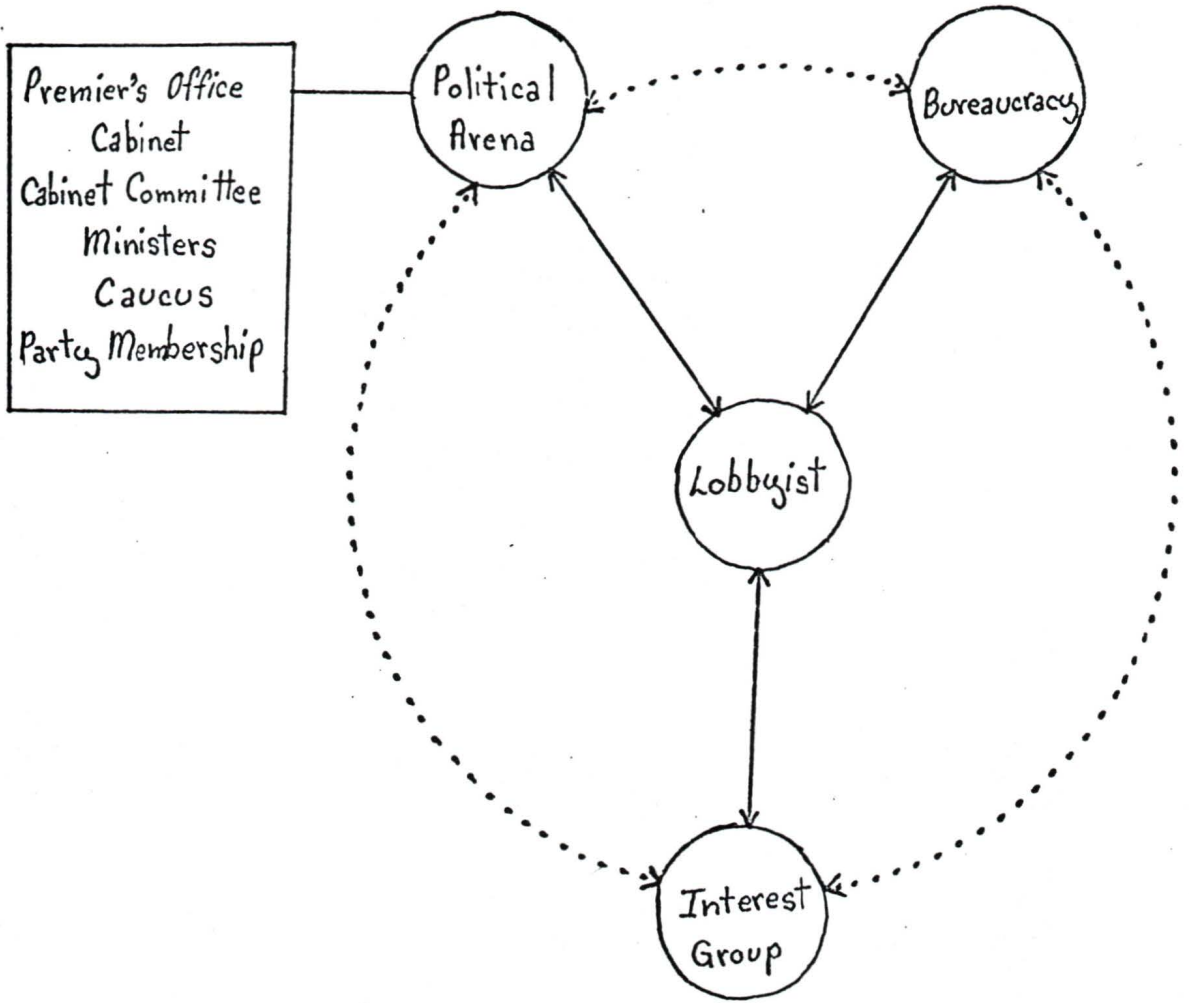 Premier's Office
Cabinet
Cabinet Committee
Ministers
Caucus
Party Membership
Political
Arena
Bureaucracy
Lobbyist
Interest
Group